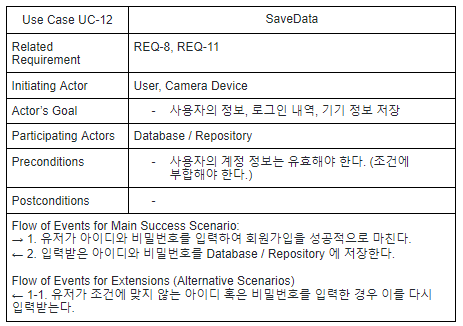 Use Case UC-12 SaveData
Related REQ-8, REQ-11
Requirement
Initiating Actor User, Camera Device
Actor's Goal - 사용자의 정보, 로그인 내역, 기기 정보 저장
Participating Actors Database / Repository
Preconditions - 사용자의 계정 정보는 유효해야 한다. (조건에
부합해야 한다.)
Postconditions -
Flow of Events for Main Success Scenario:
→ 1. 유저가 아이디와 비밀번호를 입력하여 회원가입을 성공적으로 마친다.
← 2. 입력받은 아이디와 비밀번호를 Database / Repository 에 저장한다.
Flow of Events for Extensions (Alternative Scenarios)
← 1-1. 유저가 조건에 맞지 않는 아이디 혹은 비밀번호를 입력한 경우 이를 다시
입력받는다.